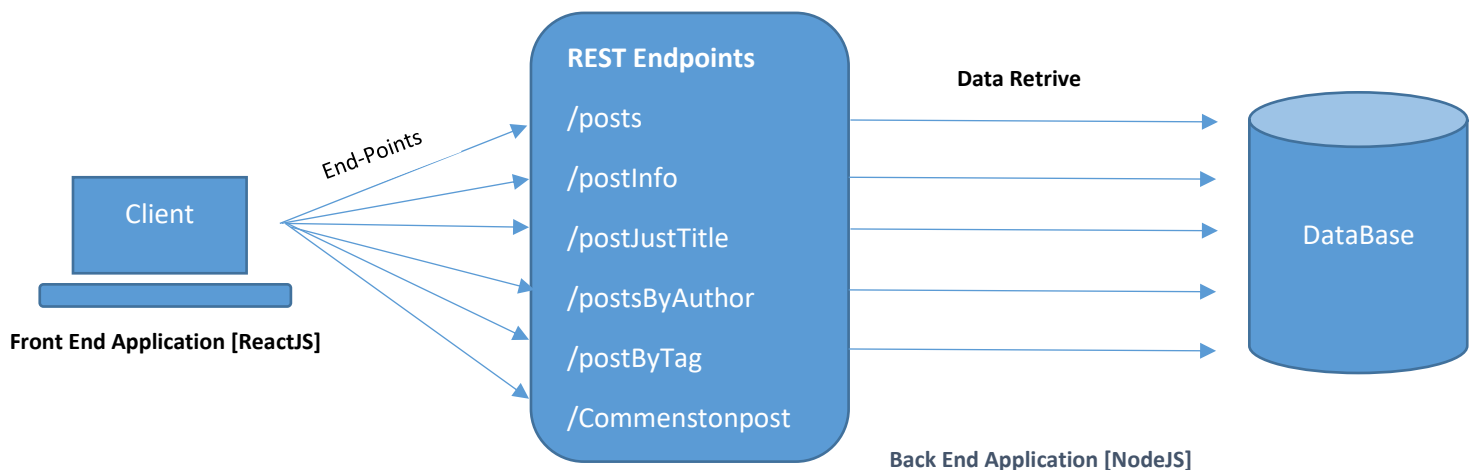 REST Endpoints
/posts
/postInfo
/postJustTitle
/postsByAuthor
/postByTag
/Commenstonpost
End-Points
Client
Front End Application [ReactJS]
Data Retrive
DataBase
Back End Application [NodeJS]